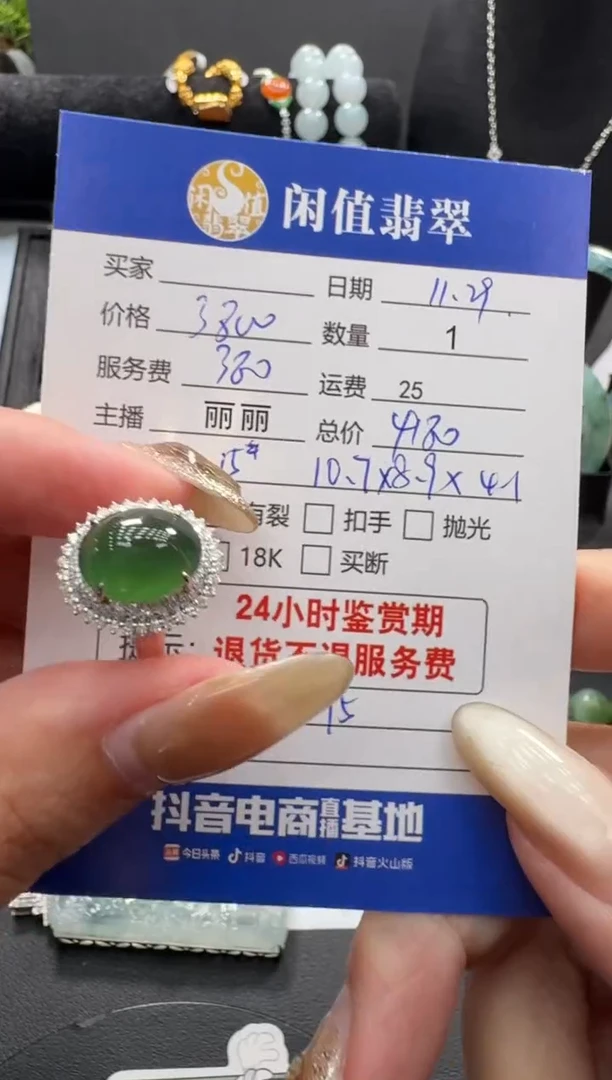 闲值翡翠
闲值翡翠
买家 日期 11.29.
价格 3800 数量 1
服务费 380 运费 25
主播 丽丽 总价 4180
15# 10.7x8.9x4.1
有裂 扣手 抛光
18K 买断
24小时鉴赏期
提示：退货不退服务费
15
抖音电商直播基地
今日头条 抖音 西瓜视频 抖音火山版